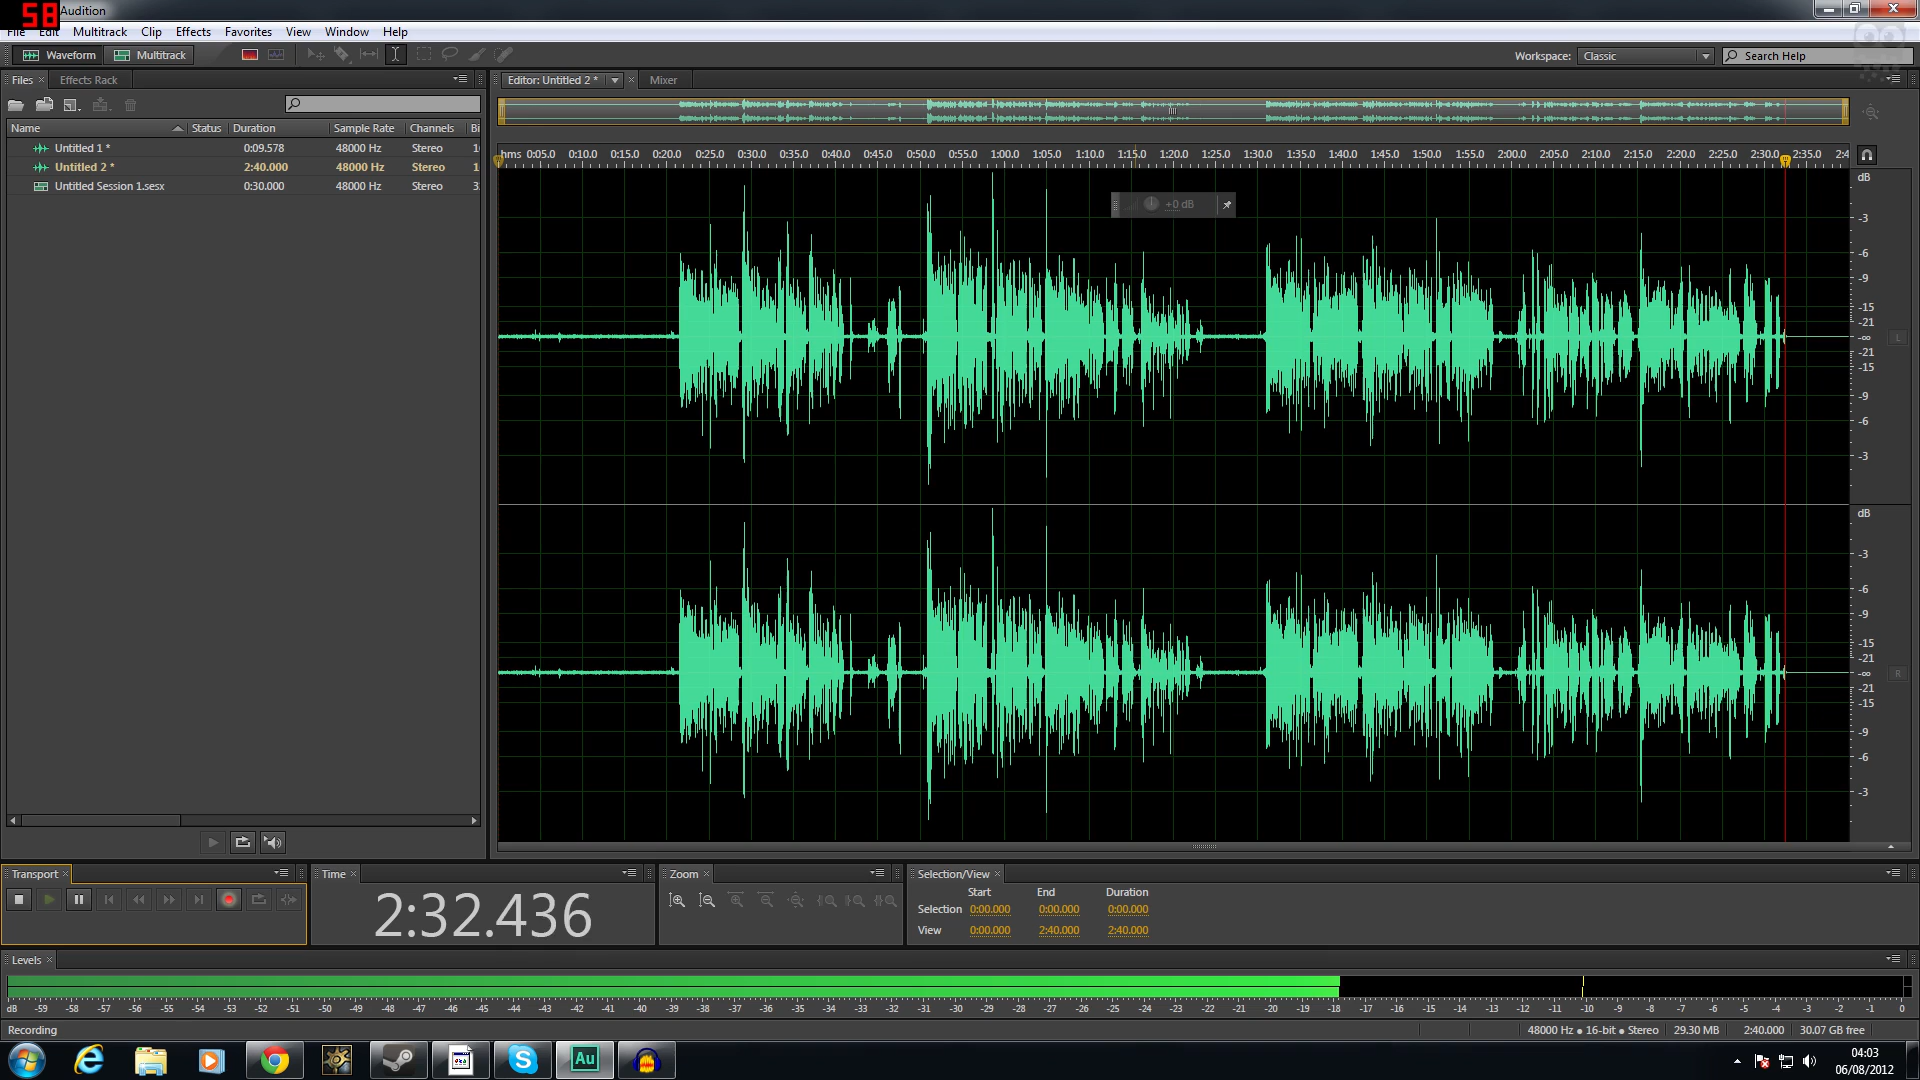 58 Audition
File Edit Multitrack Clip Effects Favorites View Window Help
Waveform Multitrack Workspace: Classic Search Help
Files × Effects Rack Editor: Untitled 2 * × Mixer
Name Status Duration Sample Rate Channels Bi
Untitled 1 * 0:09.578 48000 Hz Stereo 1
Untitled 2 * 2:40.000 48000 Hz Stereo 1
Untitled Session 1.sesx 0:30.000 48000 Hz Stereo 3
hms 0:05.0 0:10.0 0:15.0 0:20.0 0:25.0 0:30.0 0:35.0 0:40.0 0:45.0 0:50.0 0:55.0 1:00.0 1:05.0 1:10.0 1:15.0 1:20.0 1:25.0 1:30.0 1:35.0 1:40.0 1:45.0 1:50.0 1:55.0 2:00.0 2:05.0 2:10.0 2:15.0 2:20.0 2:25.0 2:30.0 2:35.0 2:4
+0 dB
dB
-3
-6
-9
-15
-21
-∞ L
-21
-15
-9
-6
-3
dB
-3
-6
-9
-15
-21
-∞ R
-21
-15
-9
-6
-3
Transport × Time × Zoom × Selection/View ×
2:32.436
Start End Duration
Selection 0:00.000 0:00.000 0:00.000
View 0:00.000 2:40.000 2:40.000
Levels ×
dB -59 -58 -57 -56 -55 -54 -53 -52 -51 -50 -49 -48 -47 -46 -45 -44 -43 -42 -41 -40 -39 -38 -37 -36 -35 -34 -33 -32 -31 -30 -29 -28 -27 -26 -25 -24 -23 -22 -21 -20 -19 -18 -17 -16 -15 -14 -13 -12 -11 -10 -9 -8 -7 -6 -5 -4 -3 -2 -1 0
Recording 48000 Hz ● 16-bit ● Stereo 29.30 MB 2:40.000 30.07 GB free
Au
04:03
06/08/2012